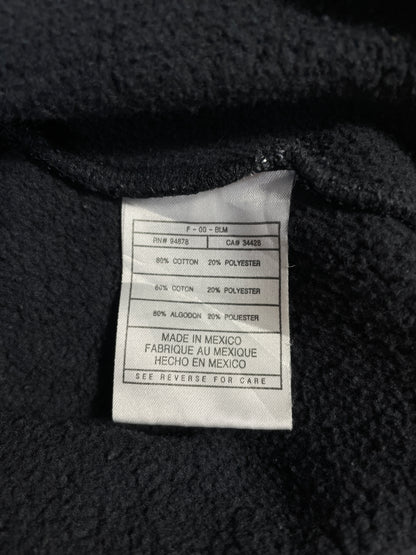 F - 00 - BLM
RN# 94878 CA# 34428
80% COTTON 20% POLYESTER
80% COTON 20% POLYESTER
80% ALGODON 20% POLIESTER
MADE IN MEXICO
FABRIQUE AU MEXIQUE
HECHO EN MEXICO
SEE REVERSE FOR CARE